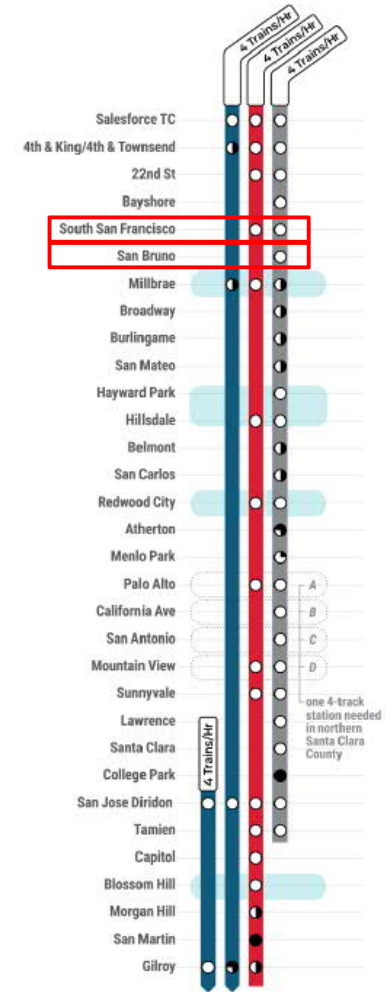 4 Trains/Hr
4 Trains/Hr
4 Trains/Hr
Salesforce TC
4th & King/4th & Townsend
22nd St
Bayshore
South San Francisco
San Bruno
Millbrae
Broadway
Burlingame
San Mateo
Hayward Park
Hillsdale
Belmont
San Carlos
Redwood City
Atherton
Menlo Park
Palo Alto A
California Ave B
San Antonio C
Mountain View D
Sunnyvale
one 4-track
station needed
in northern
Santa Clara
County
Lawrence
Santa Clara
College Park
4 Trains/Hr
San Jose Diridon
Tamien
Capitol
Blossom Hill
Morgan Hill
San Martin
Gilroy